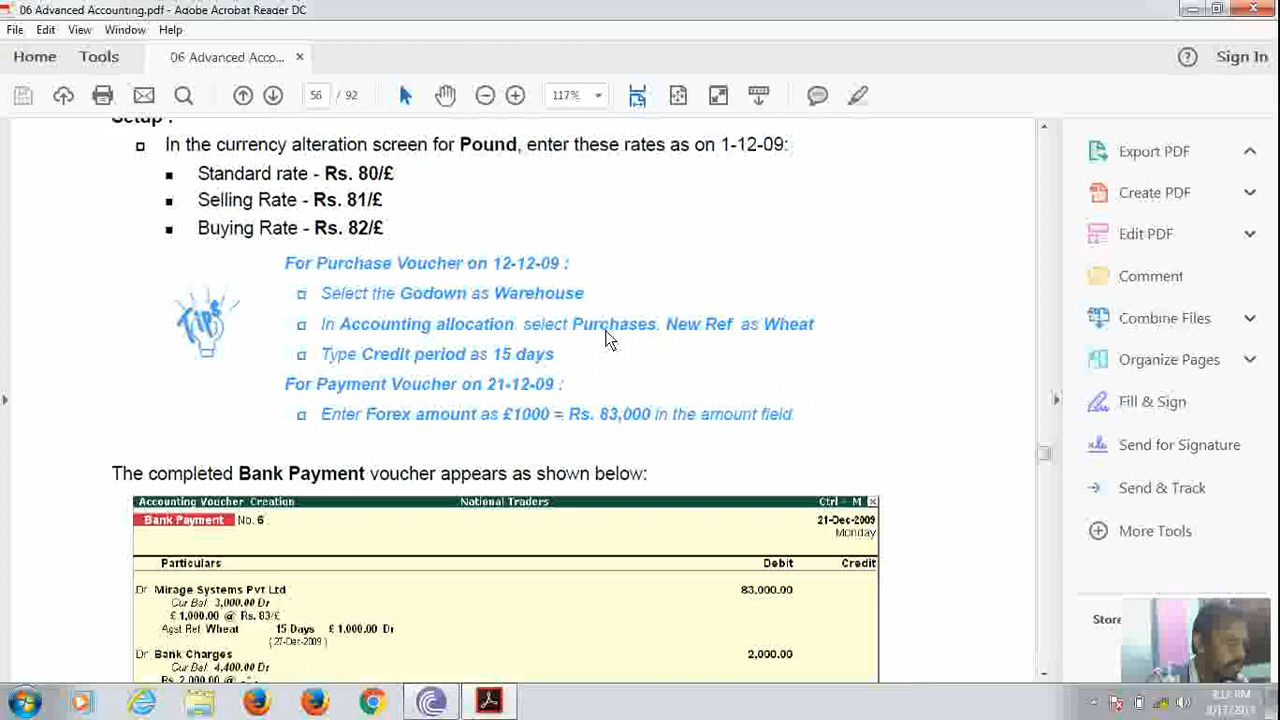 06 Advanced Accounting.pdf - Adobe Acrobat Reader DC
File Edit View Window Help
Home Tools 06 Advanced Acco... × Sign In
56 / 92 117%
Setup :
In the currency alteration screen for Pound, enter these rates as on 1-12-09:
Standard rate - Rs. 80/£
Selling Rate - Rs. 81/£
Buying Rate - Rs. 82/£
Tips
For Purchase Voucher on 12-12-09 :
Select the Godown as Warehouse
In Accounting allocation, select Purchases, New Ref as Wheat
Type Credit period as 15 days
For Payment Voucher on 21-12-09 :
Enter Forex amount as £1000 = Rs. 83,000 in the amount field.
The completed Bank Payment voucher appears as shown below:
Accounting Voucher Creation National Traders Ctrl - M
Bank Payment No. 6 21-Dec-2009
Monday
Particulars Debit Credit
Dr Mirage Systems Pvt Ltd 83,000.00
Cur Bal: 3,000.00 Dr
£ 1,000.00 @ Rs. 83/£
Agst Ref Wheat 15 Days £ 1,000.00 Dr
(27-Dec-2009)
Dr Bank Charges 2,000.00
Cur Bal: 4,400.00 Dr
Export PDF
Create PDF
Edit PDF
Comment
Combine Files
Organize Pages
Fill & Sign
Send for Signature
Send & Track
More Tools
Store